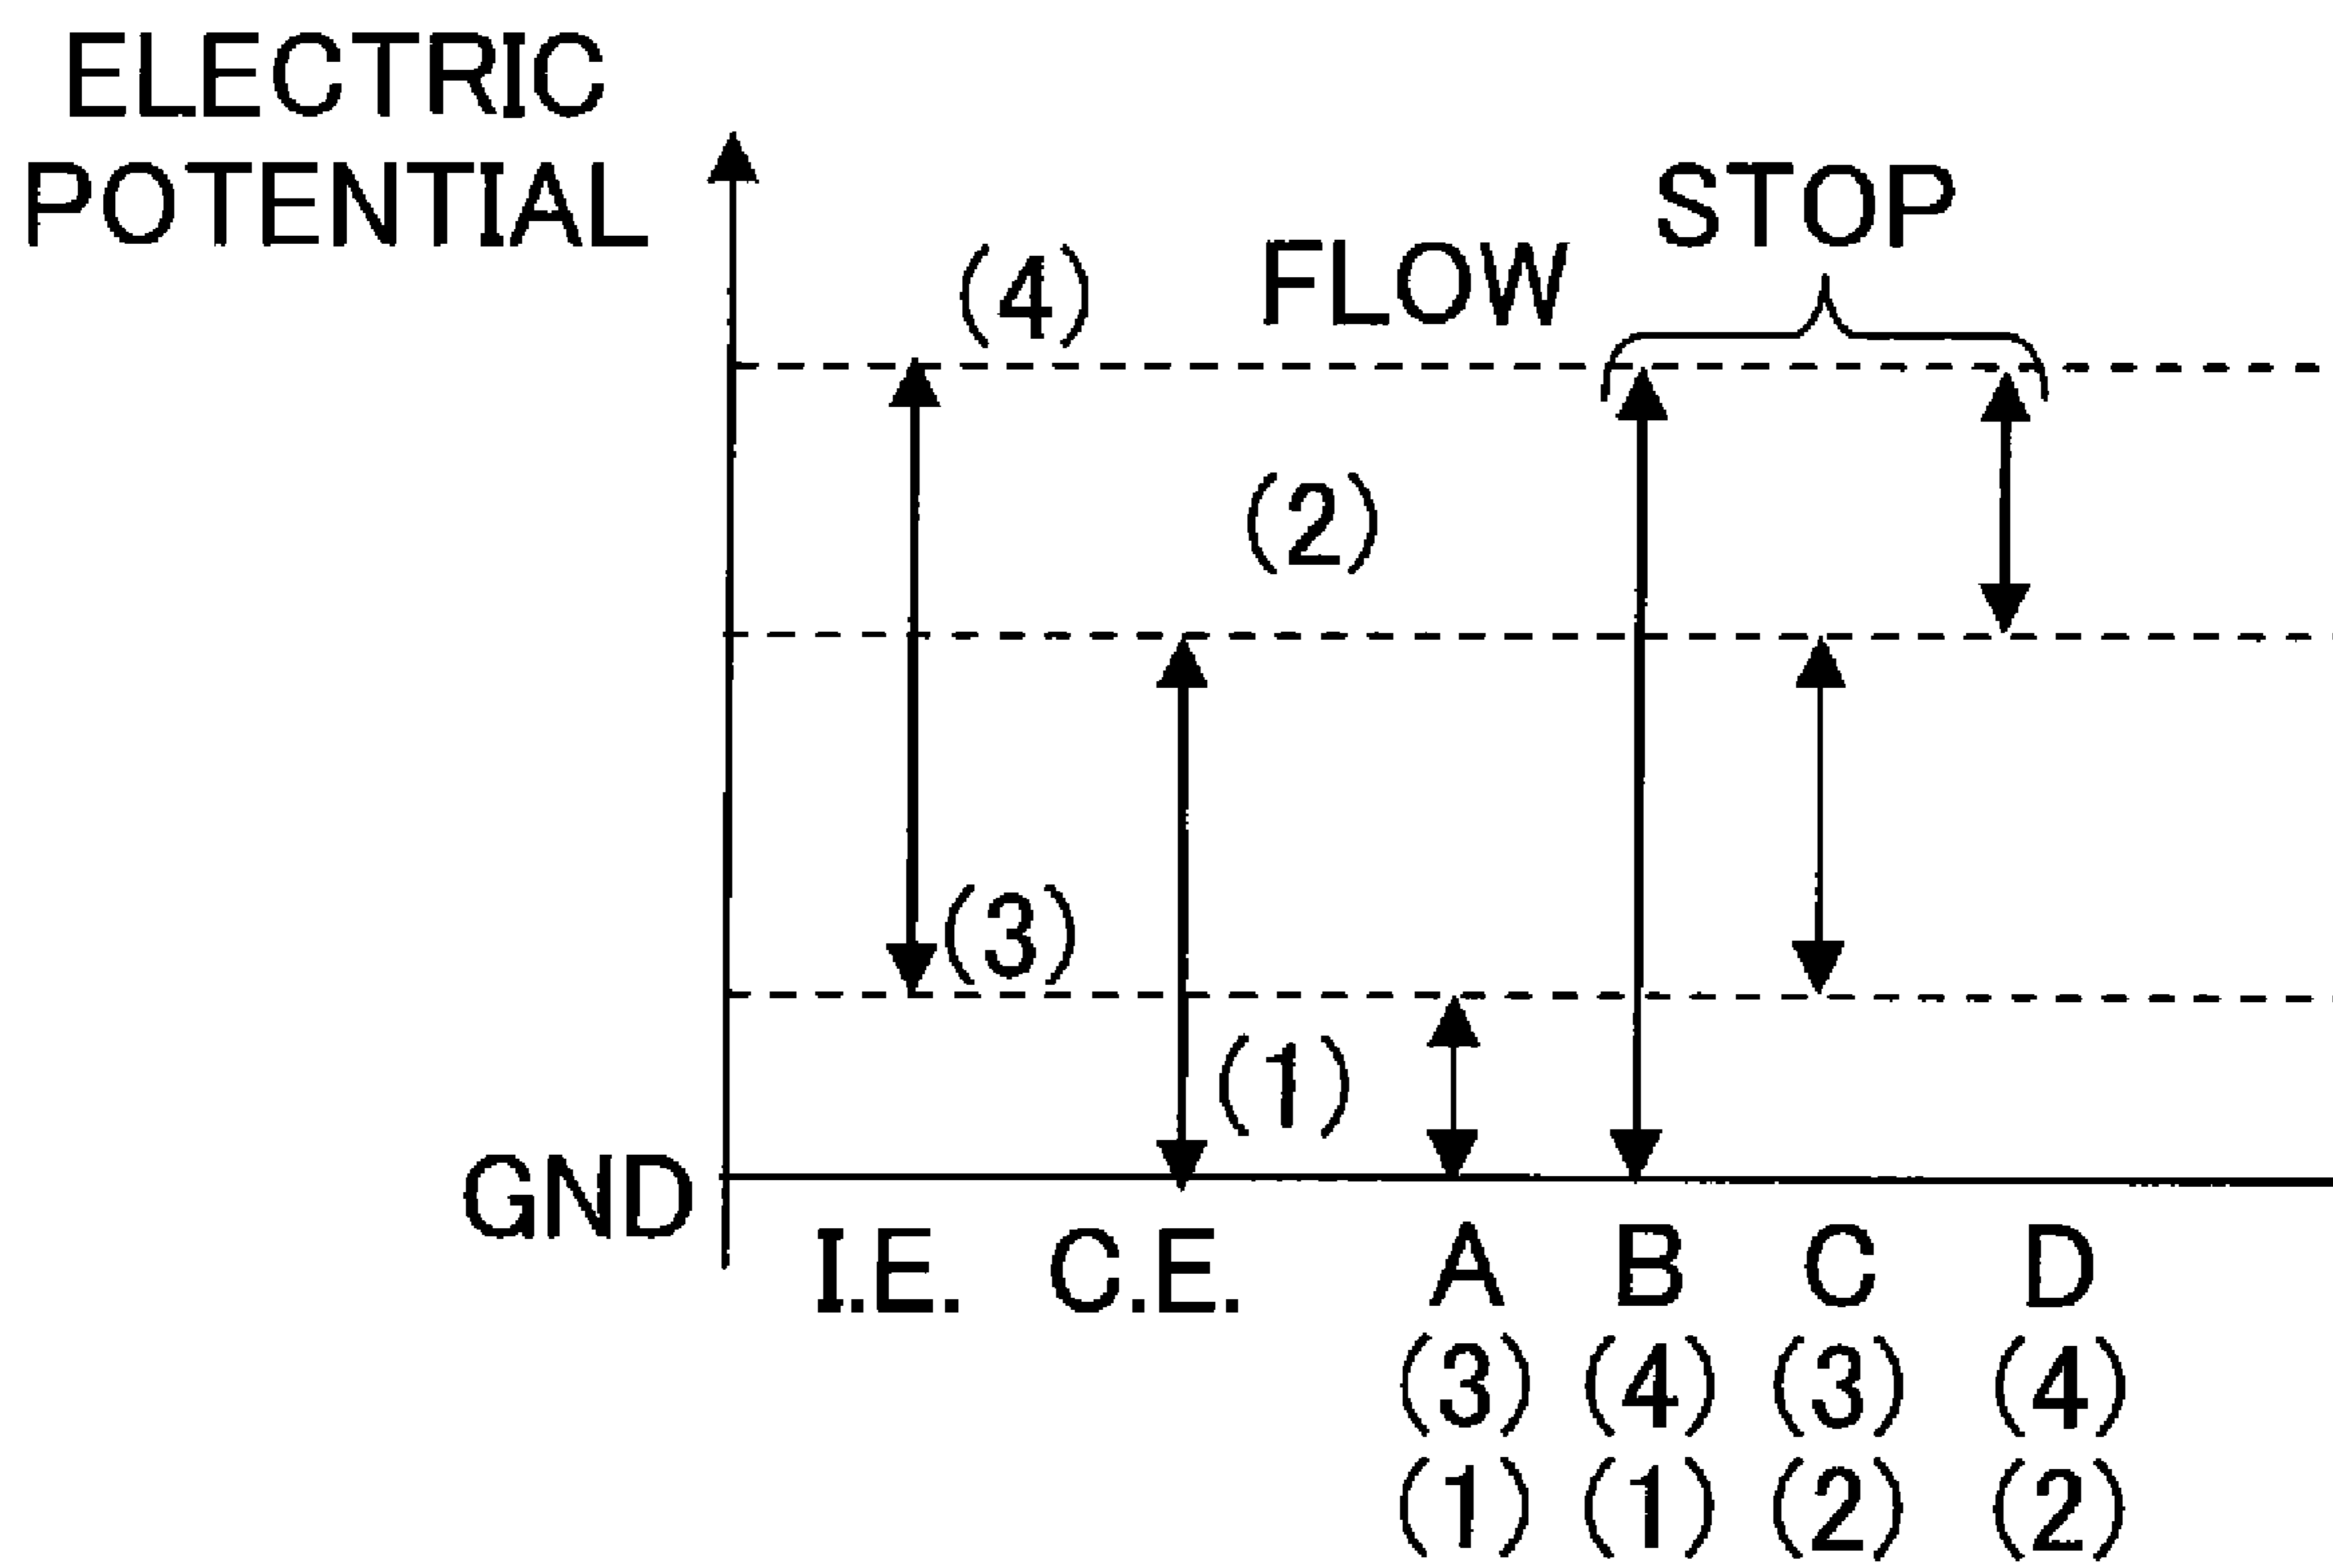 ELECTRIC
POTENTIAL
STOP
FLOW
(4)
(2)
(3)
(1)
GND
I.E. C.E. A B C D
(3) (4) (3) (4)
(1) (1) (2) (2)